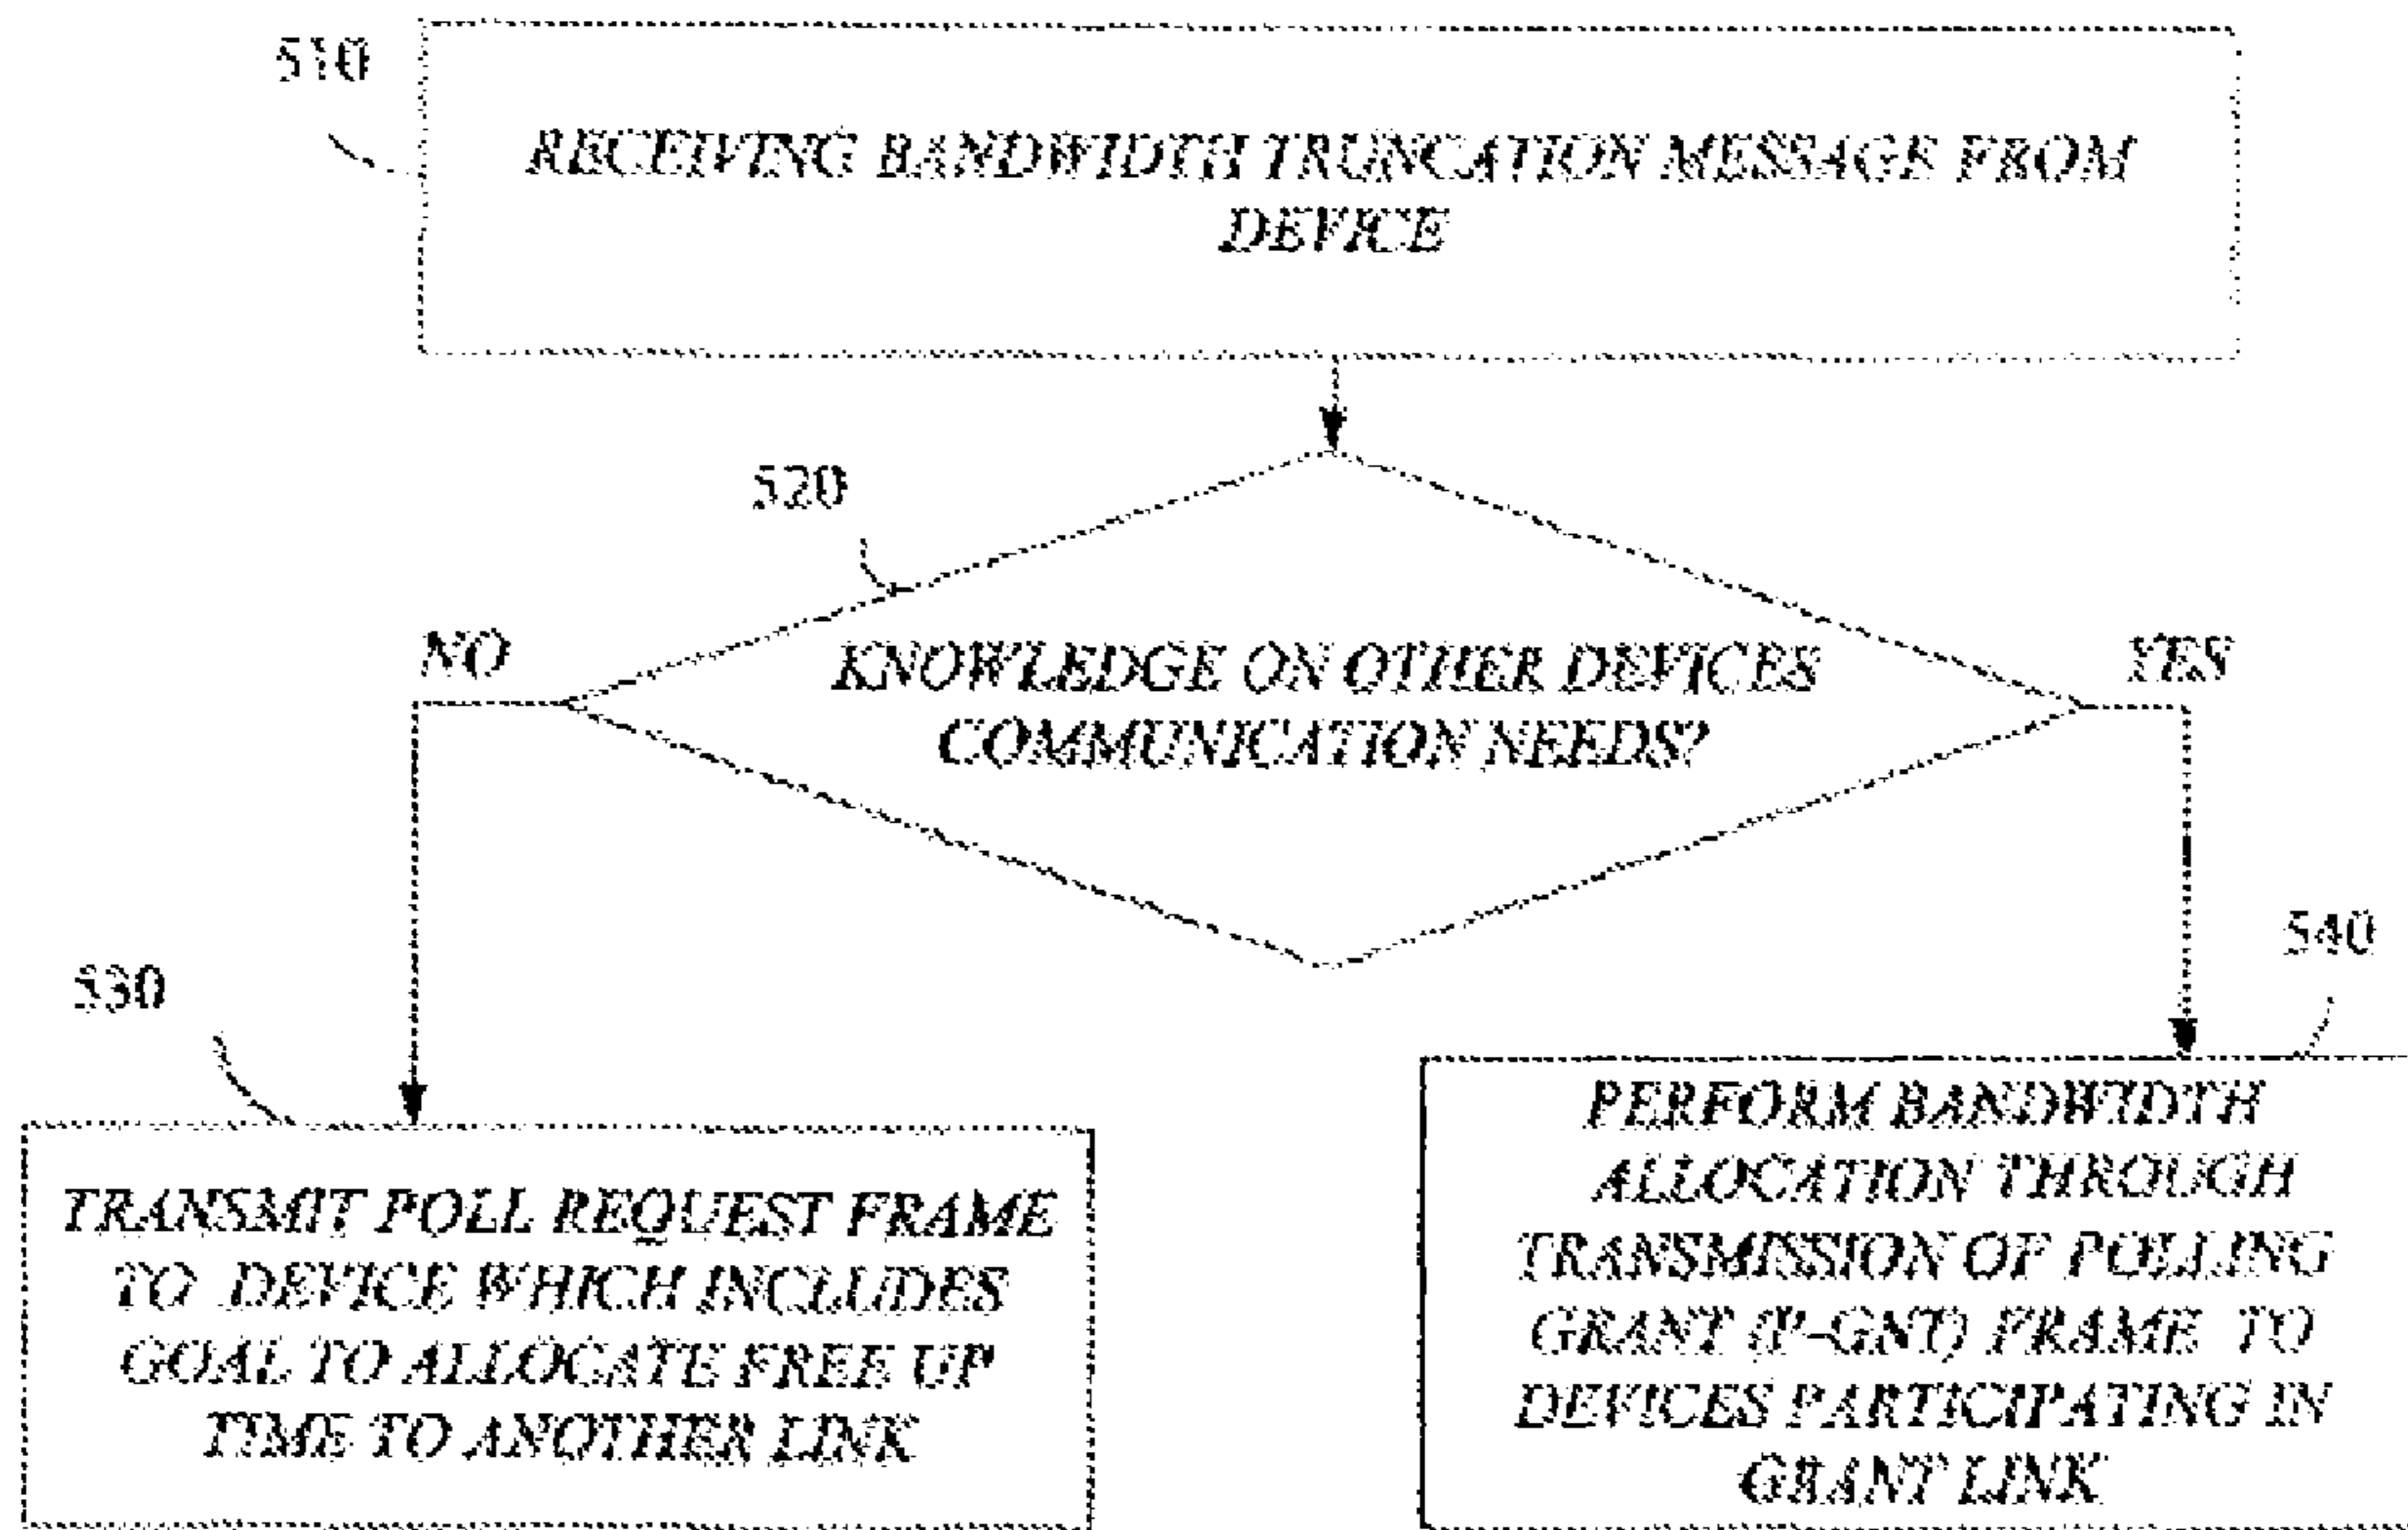 510
RECEIVING BANDWIDTH TRUNCATION MESSAGE FROM
DEVICE
520
NO
KNOWLEDGE ON OTHER DEVICES
COMMUNICATION NEEDS?
YES
530
540
TRANSMIT POLL REQUEST FRAME
TO DEVICE WHICH INCLUDES
GOAL TO ALLOCATE FREE UP
TIME TO ANOTHER LINK
PERFORM BANDWIDTH
ALLOCATION THROUGH
TRANSMISSION OF POLLING
GRANT (P-GNT) FRAME TO
DEVICES PARTICIPATING IN
GRANT LINK